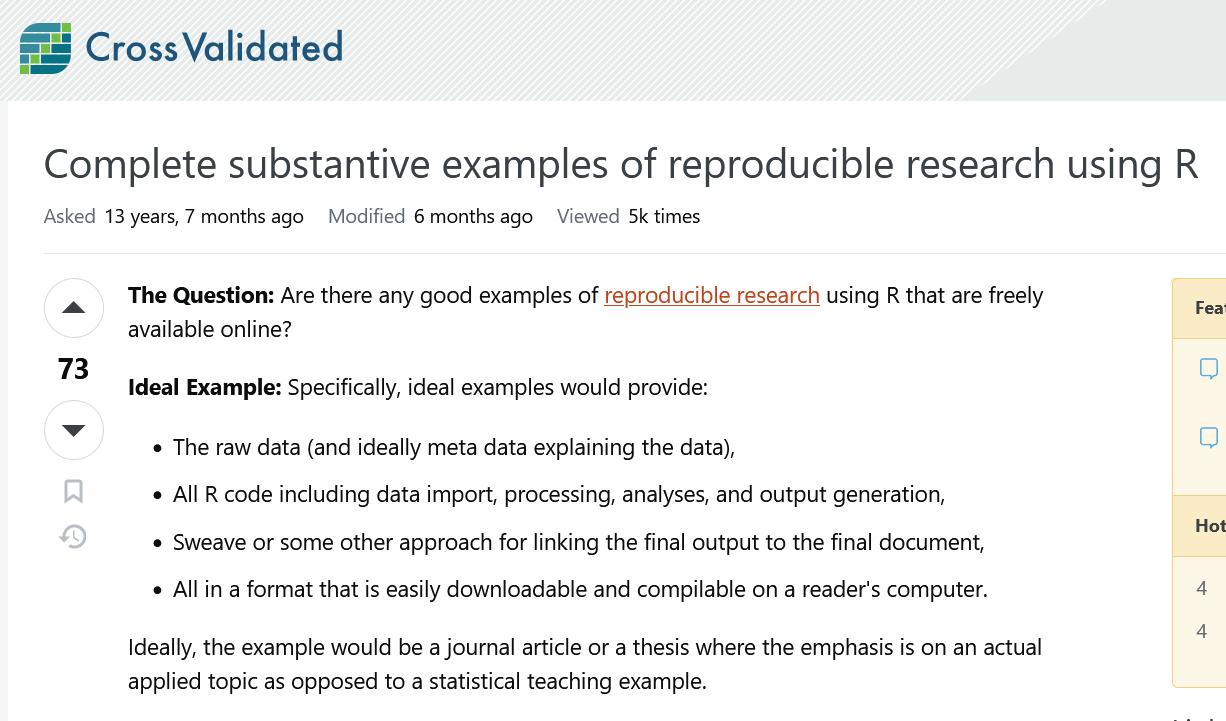 Cross Validated
Complete substantive examples of reproducible research using R
Asked 13 years, 7 months ago Modified 6 months ago Viewed 5k times
The Question: Are there any good examples of reproducible research using R that are freely
available online?
73
Ideal Example: Specifically, ideal examples would provide:
• The raw data (and ideally meta data explaining the data),
• All R code including data import, processing, analyses, and output generation,
• Sweave or some other approach for linking the final output to the final document,
• All in a format that is easily downloadable and compilable on a reader's computer.
Ideally, the example would be a journal article or a thesis where the emphasis is on an actual
applied topic as opposed to a statistical teaching example.
Feat
Hot
4
4